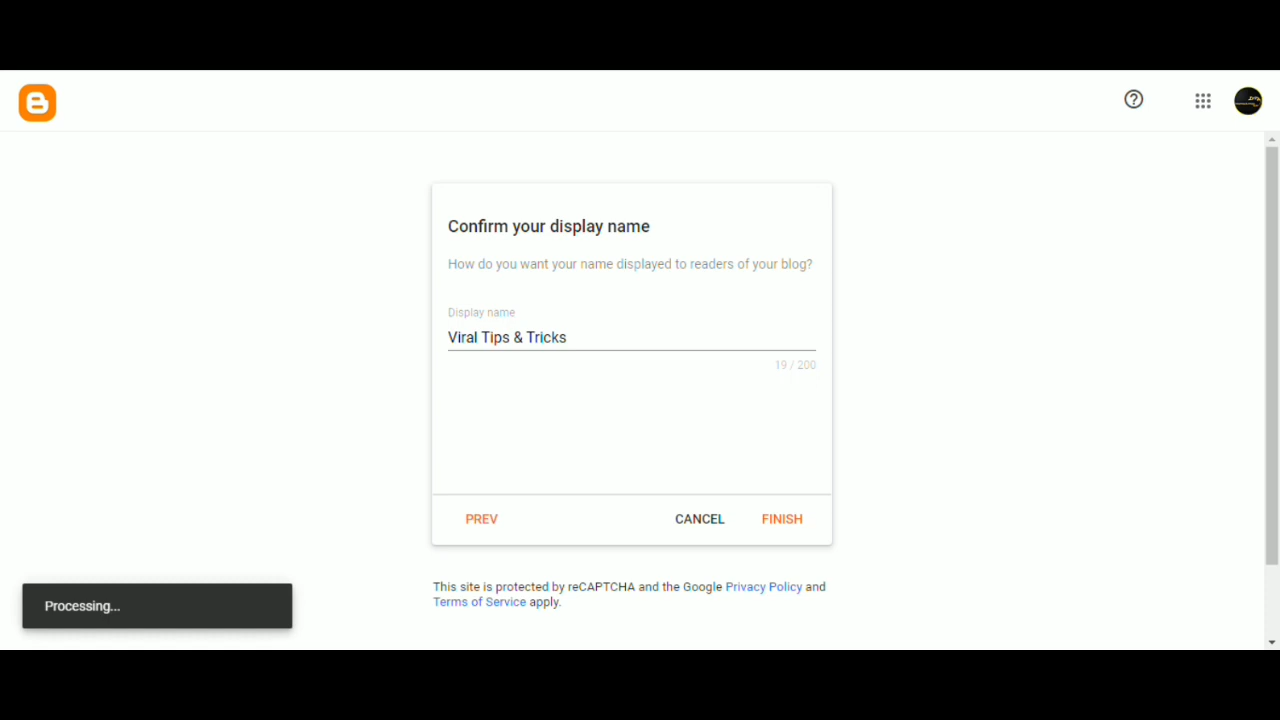 Confirm your display name
How do you want your name displayed to readers of your blog?
Display name
Viral Tips & Tricks
19 / 200
PREV CANCEL FINISH
This site is protected by reCAPTCHA and the Google Privacy Policy and
Terms of Service apply.
Processing...